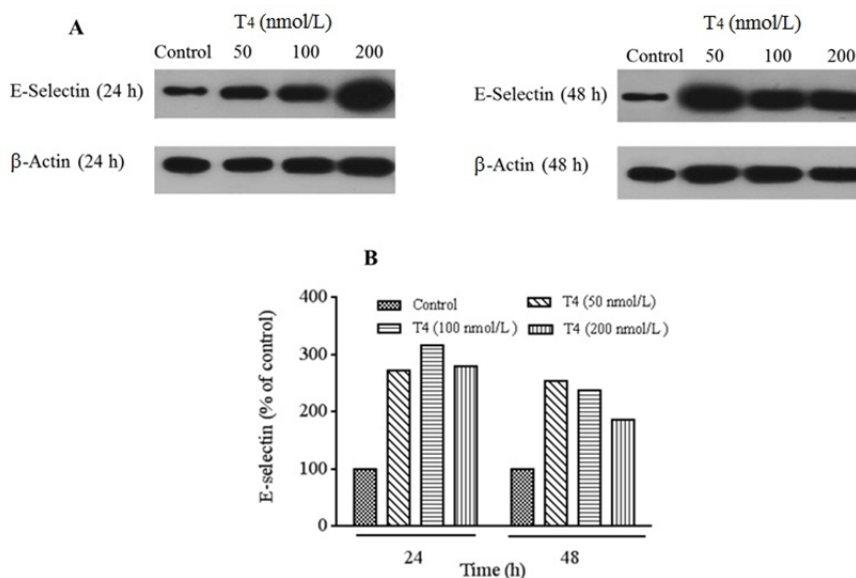 A
T4 (nmol/L)
Control 50 100 200
E-Selectin (24 h)
β-Actin (24 h)
T4 (nmol/L)
Control 50 100 200
E-Selectin (48 h)
β-Actin (48 h)
B
E-selectin (% of control)
400
300
200
100
0
Control
T4 (50 nmol/L)
T4 (100 nmol/L )
T4 (200 nmol/L )
24 48
Time (h)